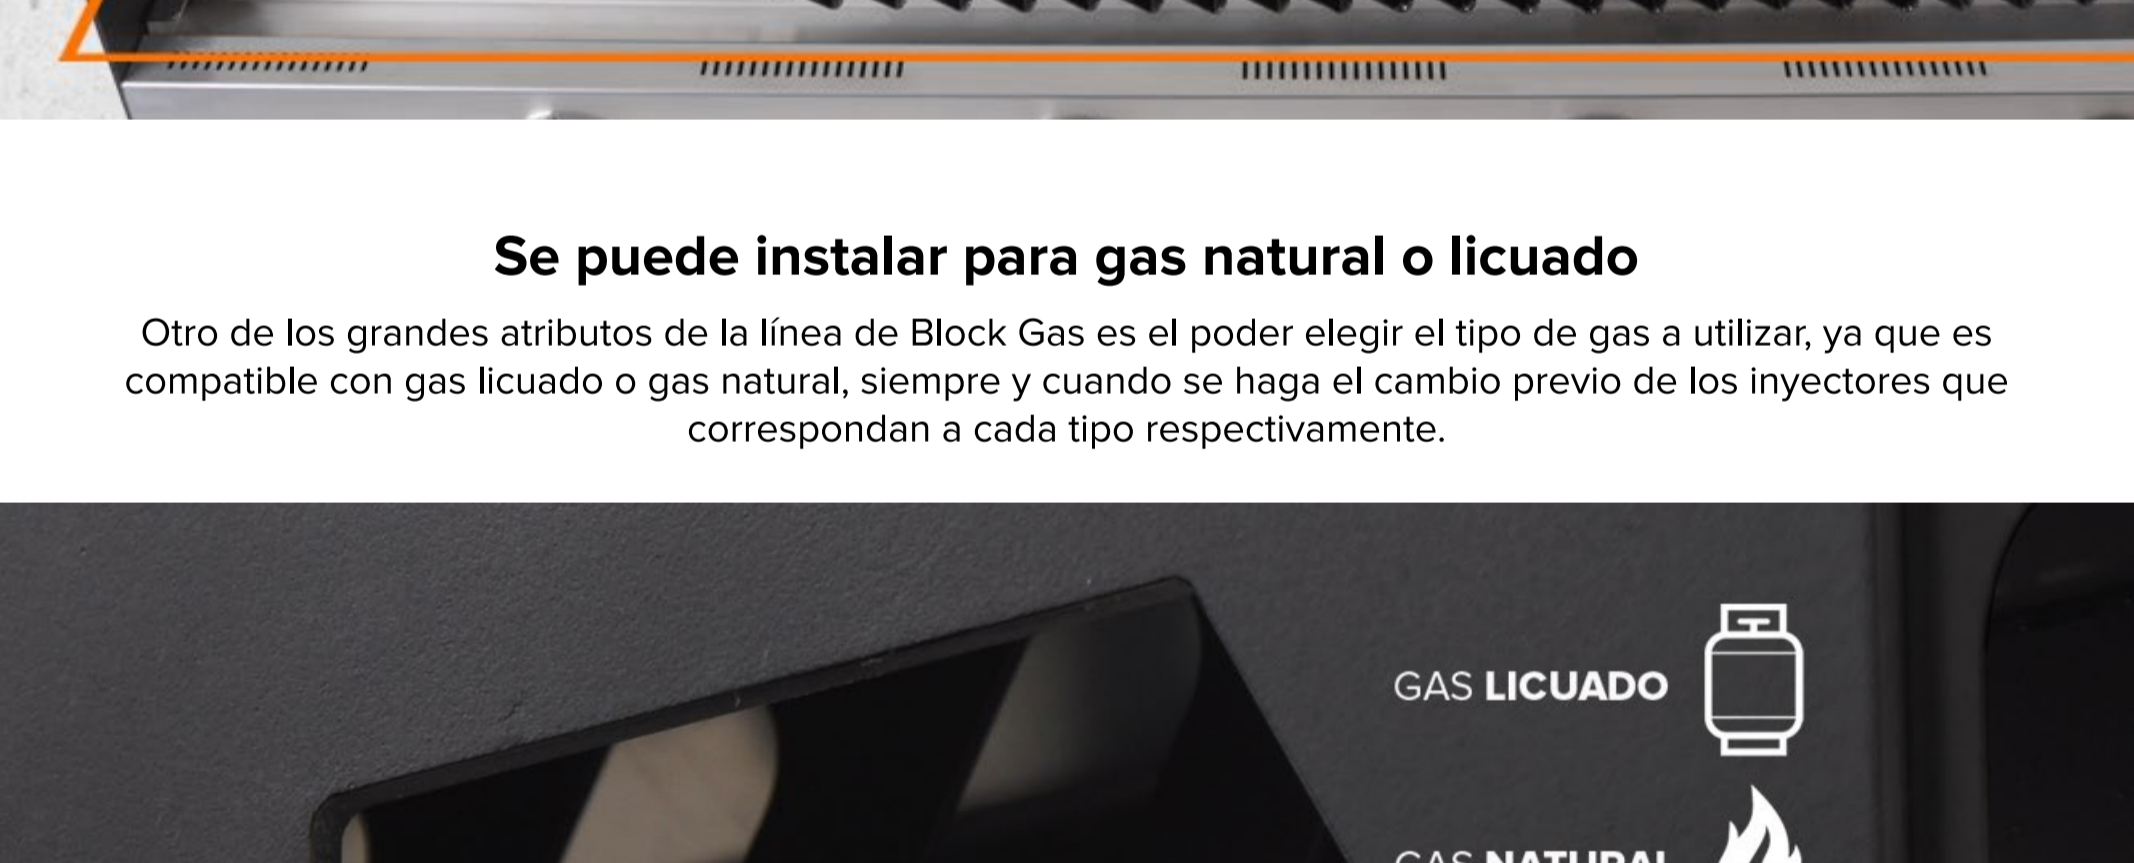 Se puede instalar para gas natural o licuado
Otro de los grandes atributos de la línea de Block Gas es el poder elegir el tipo de gas a utilizar, ya que es
compatible con gas licuado o gas natural, siempre y cuando se haga el cambio previo de los inyectores que
correspondan a cada tipo respectivamente.
GAS LICUADO
GAS NATURAL